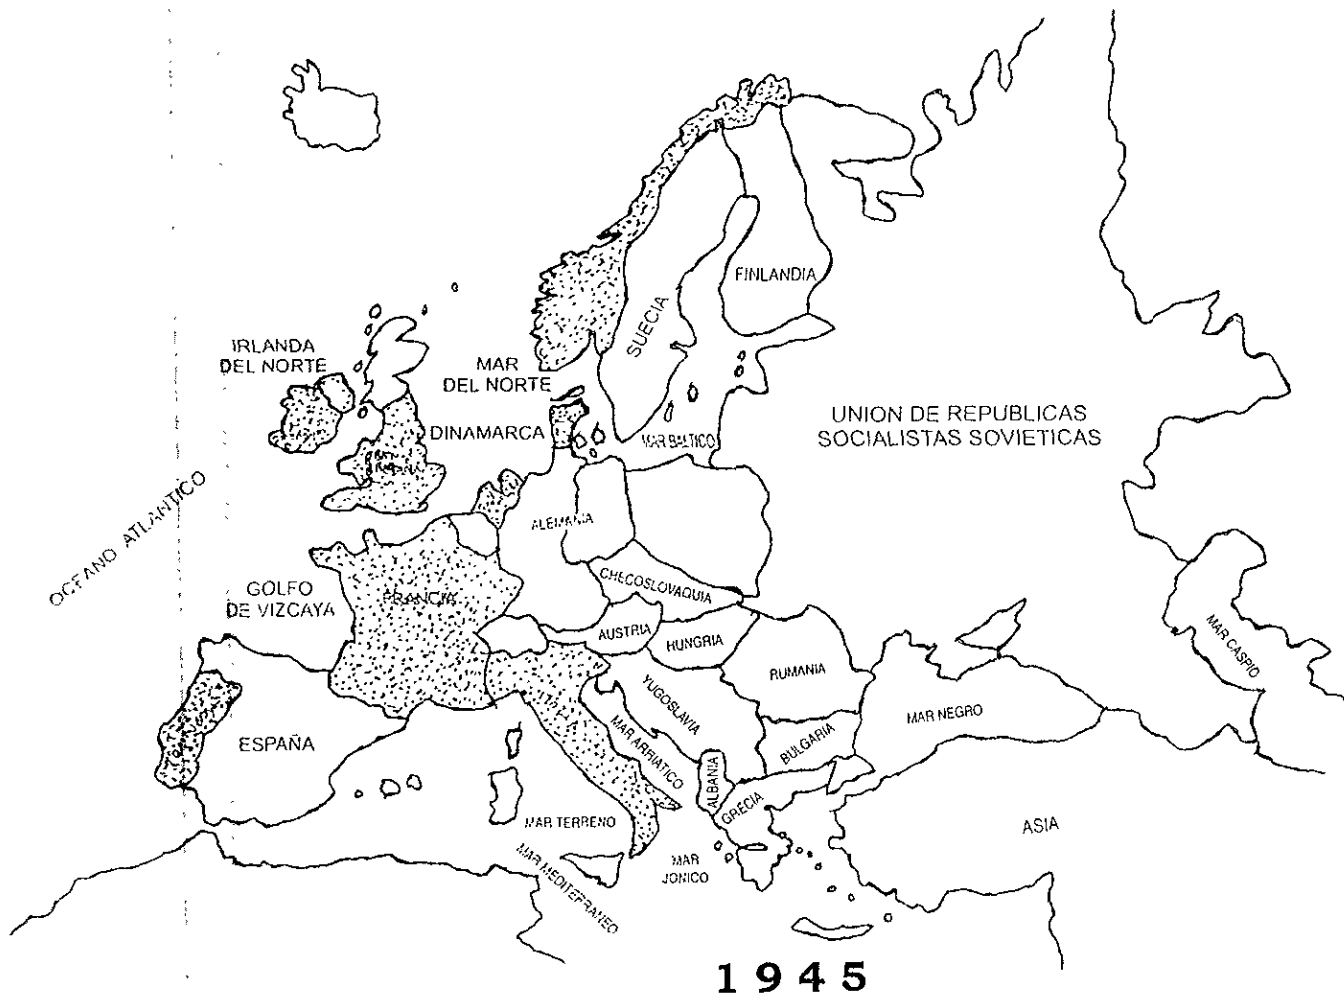 FINLANDIA
SUECIA
IRLANDA
DEL NORTE
MAR
DEL NORTE
DINAMARCA
MAR BALTICO
UNION DE REPUBLICAS
SOCIALISTAS SOVIETICAS
OCEANO ATLANTICO
ALEMANIA
CHECOSLOVAQUIA
GOLFO
DE VIZCAYA
FRANCIA
AUSTRIA
HUNGRIA
RUMANIA
MAR CASPIO
YUGOSLAVIA
MAR NEGRO
ESPAÑA
MAR ARRIATICO
BULGARIA
ALBANIA
GRECIA
MAR TERRENO
ASIA
MAR
JONICO
MAR MEDITERRANEO
1945